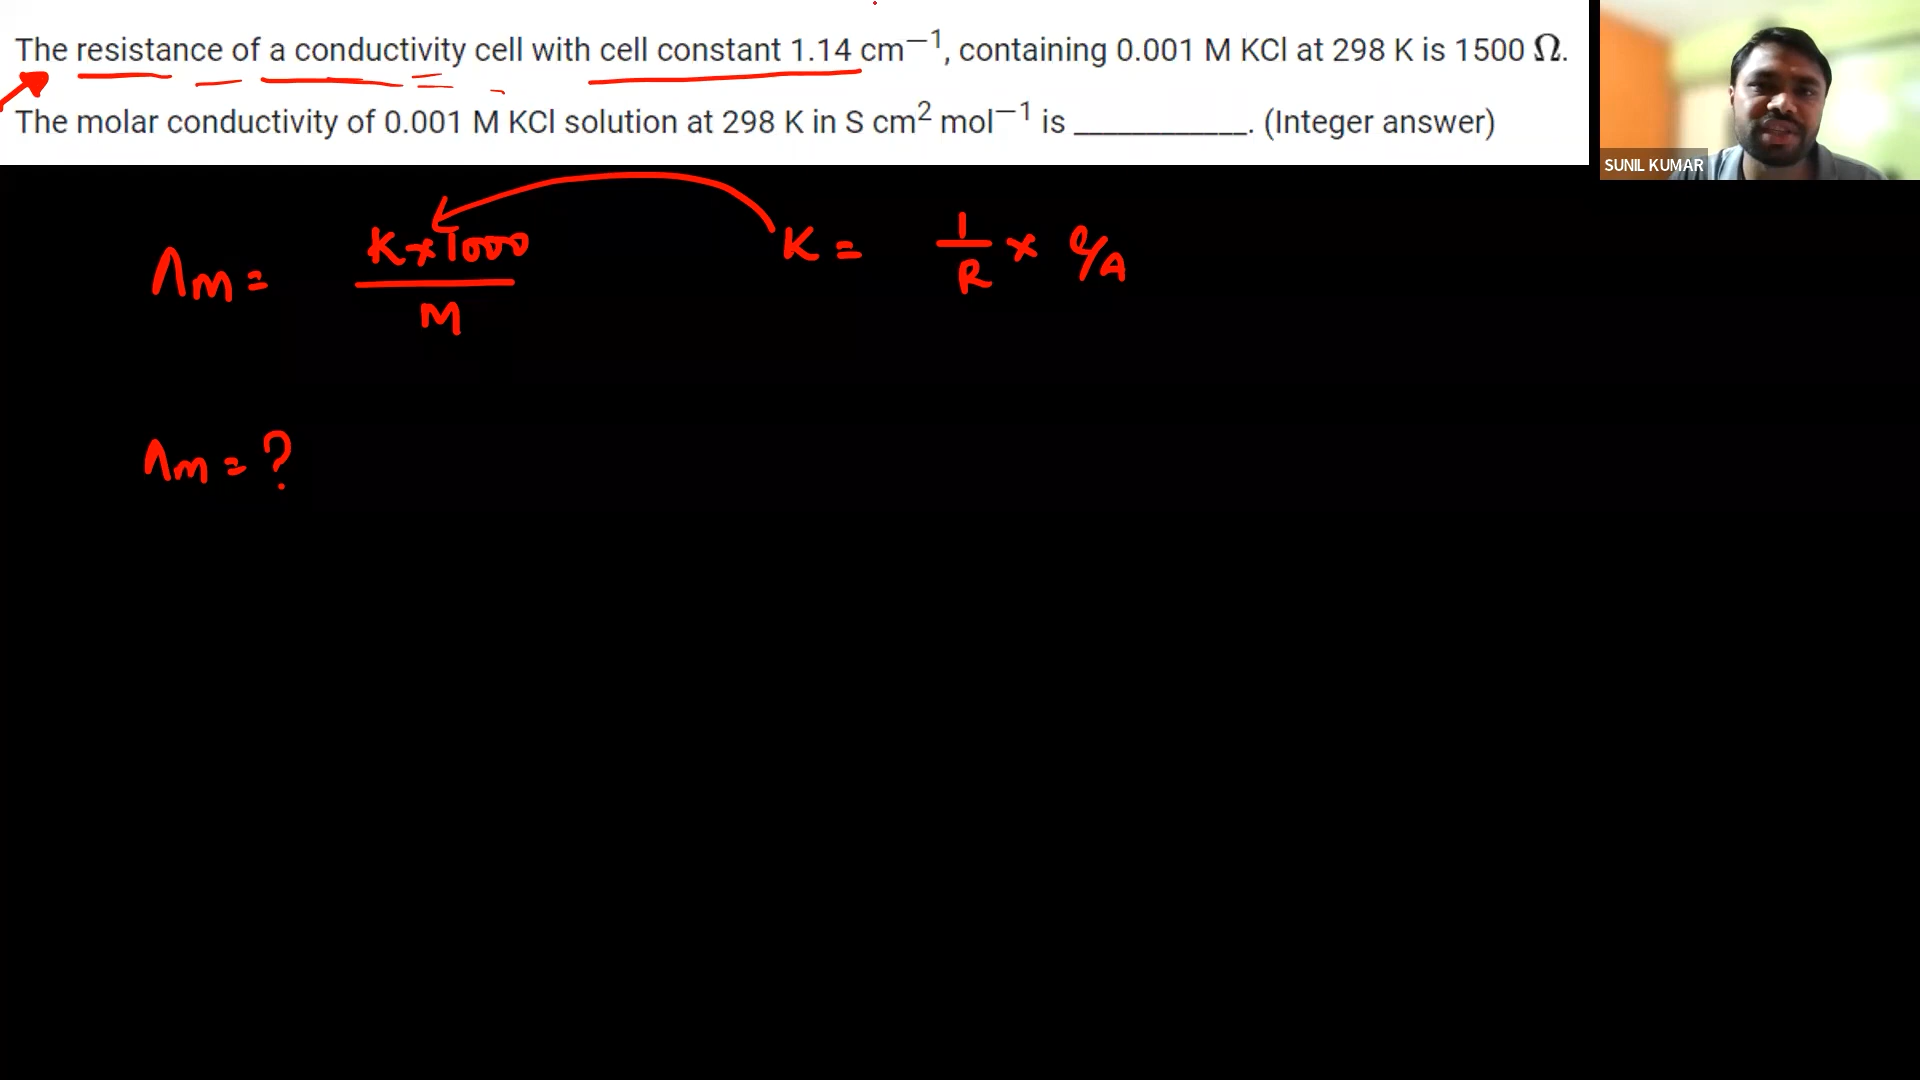 The resistance of a conductivity cell with cell constant 1.14 cm⁻¹, containing 0.001 M KCl at 298 K is 1500 Ω.
The molar conductivity of 0.001 M KCl solution at 298 K in S cm² mol⁻¹ is ____________. (Integer answer)
SUNIL KUMAR
Λm = K×1000 / M
K = 1/R × ℓ/A
Λm = ?